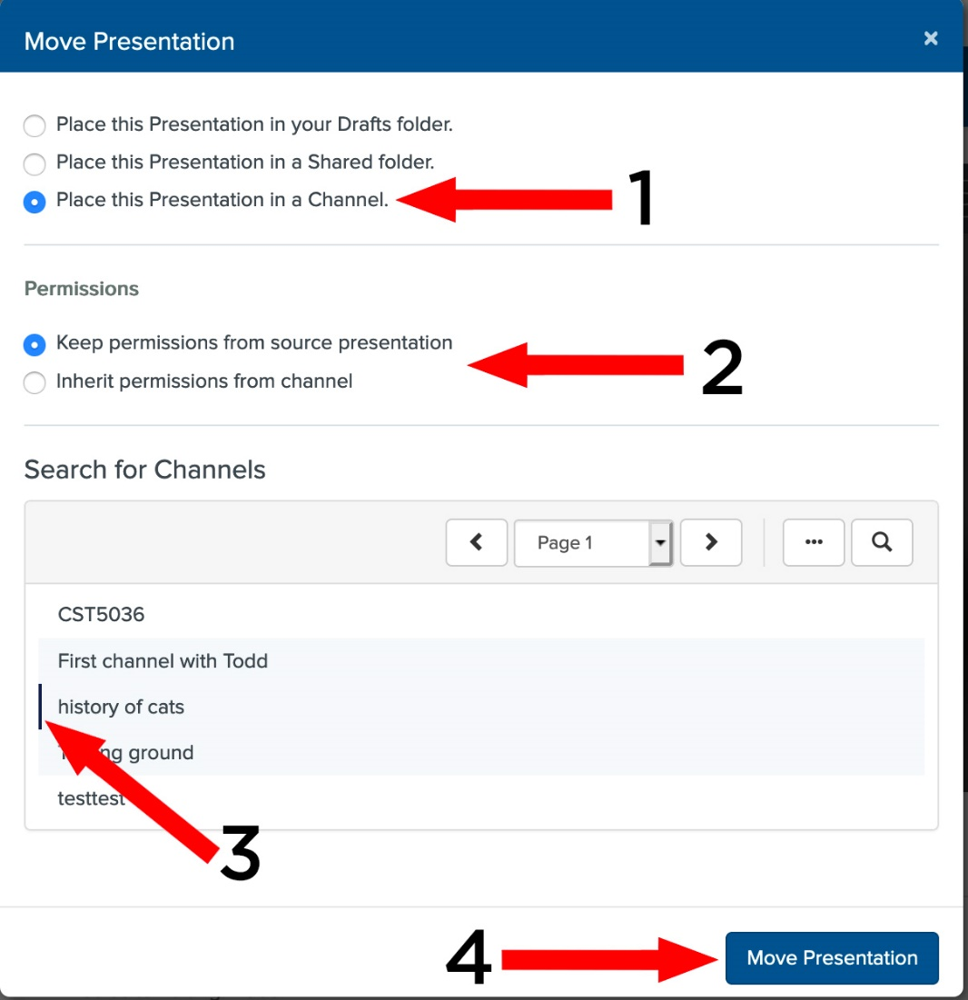 Move Presentation ×
Place this Presentation in your Drafts folder.
Place this Presentation in a Shared folder.
Place this Presentation in a Channel. 1
Permissions
Keep permissions from source presentation
2
Inherit permissions from channel
Search for Channels
Page 1
CST5036
First channel with Todd
history of cats
ground
testtest
3
4 Move Presentation